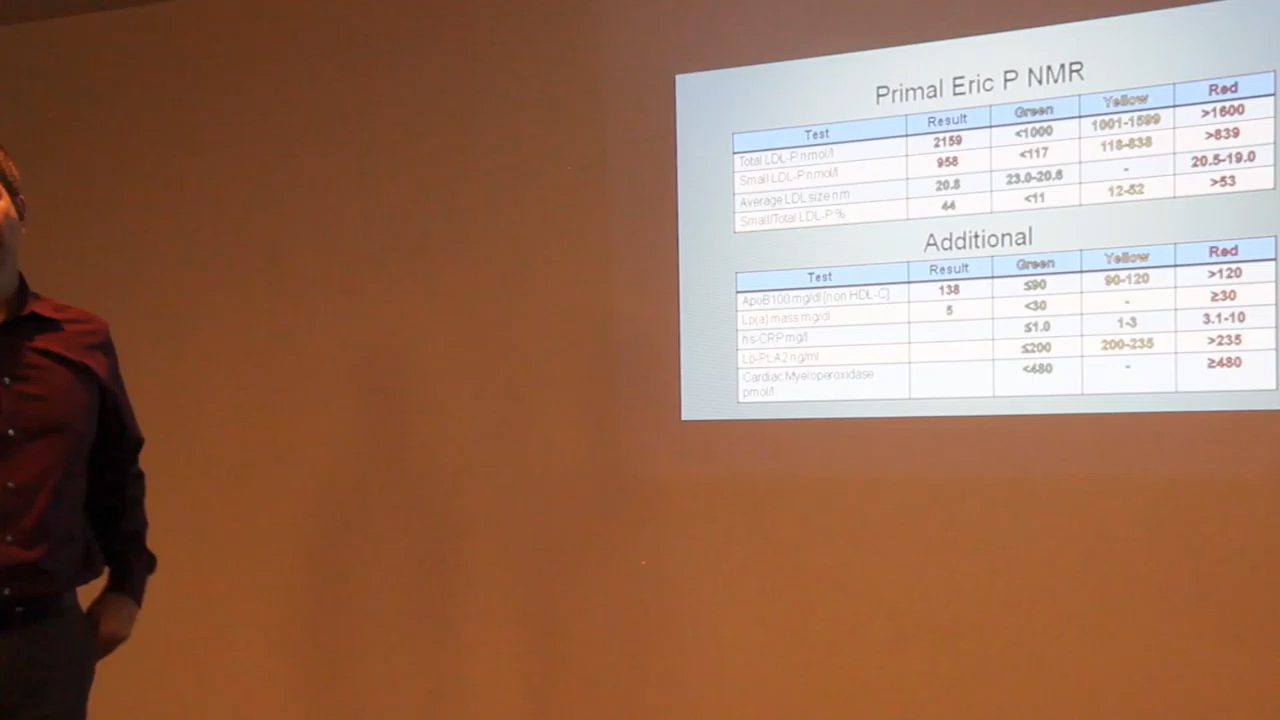 Primal Eric P NMR
Test Result Green Yellow Red
Total LDL-P nmol/l 2159 <1000 1001-1599 >1600
Small LDL-P nmol/l 958 <117 118-838 >839
Average LDL size nm 20.8 23.0-20.6 - 20.5-19.0
Small/Total LDL-P % 44 <11 12-52 >53
Additional
Test Result Green Yellow Red
ApoB100 mg/dl [non HDL-C] 138 ≤90 90-120 >120
Lp(a) mass mg/dl 5 <30 - ≥30
hs-CRP mg/l ≤1.0 1-3 3.1-10
Lp-PLA2 ng/ml ≤200 200-235 >235
Cardiac Myeloperoxidase <480 - ≥480
pmol/l